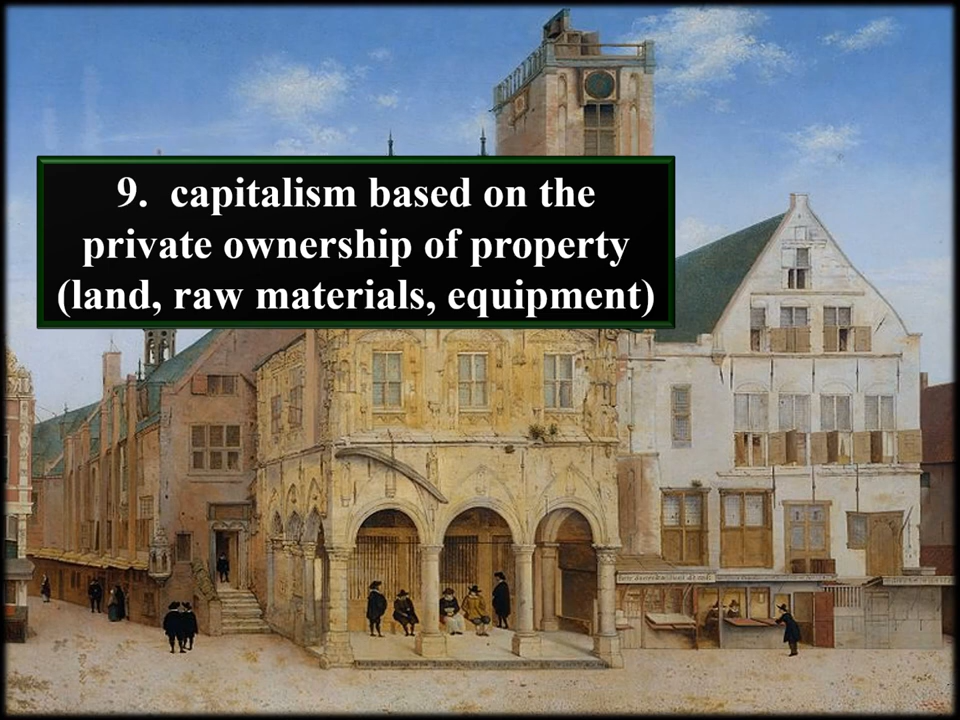 9. capitalism based on the
private ownership of property
(land, raw materials, equipment)